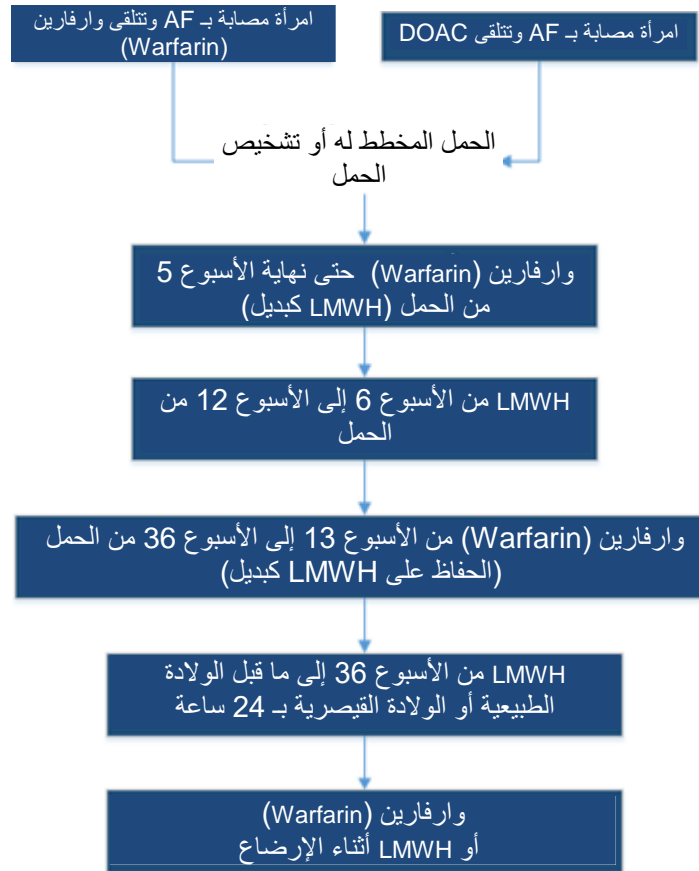 امرأة مصابة بـ AF وتتلقى وارفارين
(Warfarin)
امرأة مصابة بـ AF وتتلقى DOAC
الحمل المخطط له أو تشخيص
الحمل
وارفارين (Warfarin) حتى نهاية الأسبوع 5
من الحمل (LMWH كبديل)
LMWH من الأسبوع 6 إلى الأسبوع 12 من
الحمل
وارفارين (Warfarin) من الأسبوع 13 إلى الأسبوع 36 من الحمل
(الحفاظ على LMWH كبديل)
LMWH من الأسبوع 36 إلى ما قبل الولادة
الطبيعية أو الولادة القيصرية بـ 24 ساعة
وارفارين (Warfarin)
أو LMWH أثناء الإرضاع